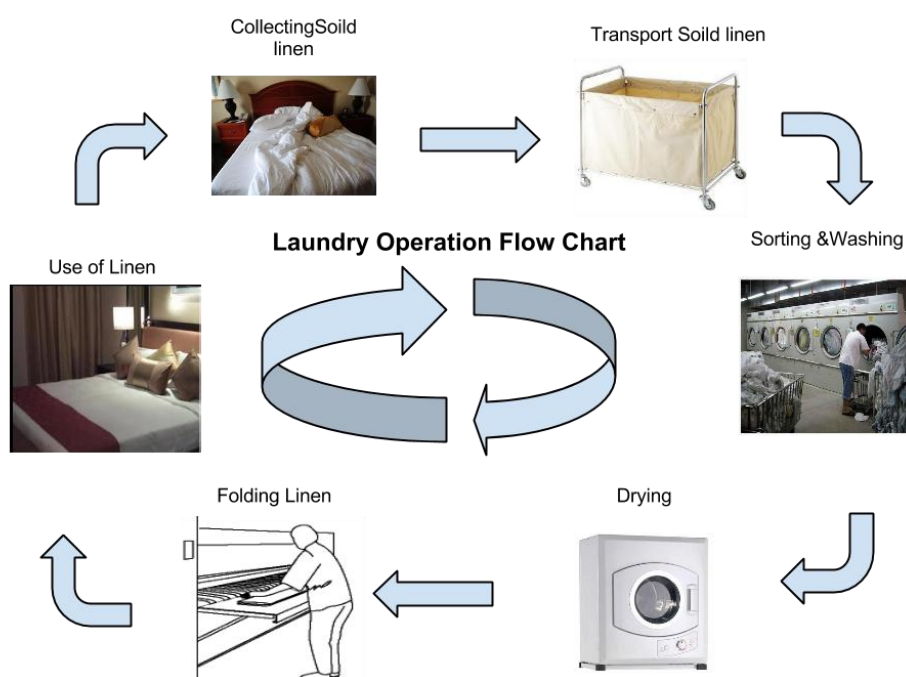 CollectingSoild
linen
Transport Soild linen
Laundry Operation Flow Chart
Sorting &Washing
Use of Linen
Folding Linen
Drying